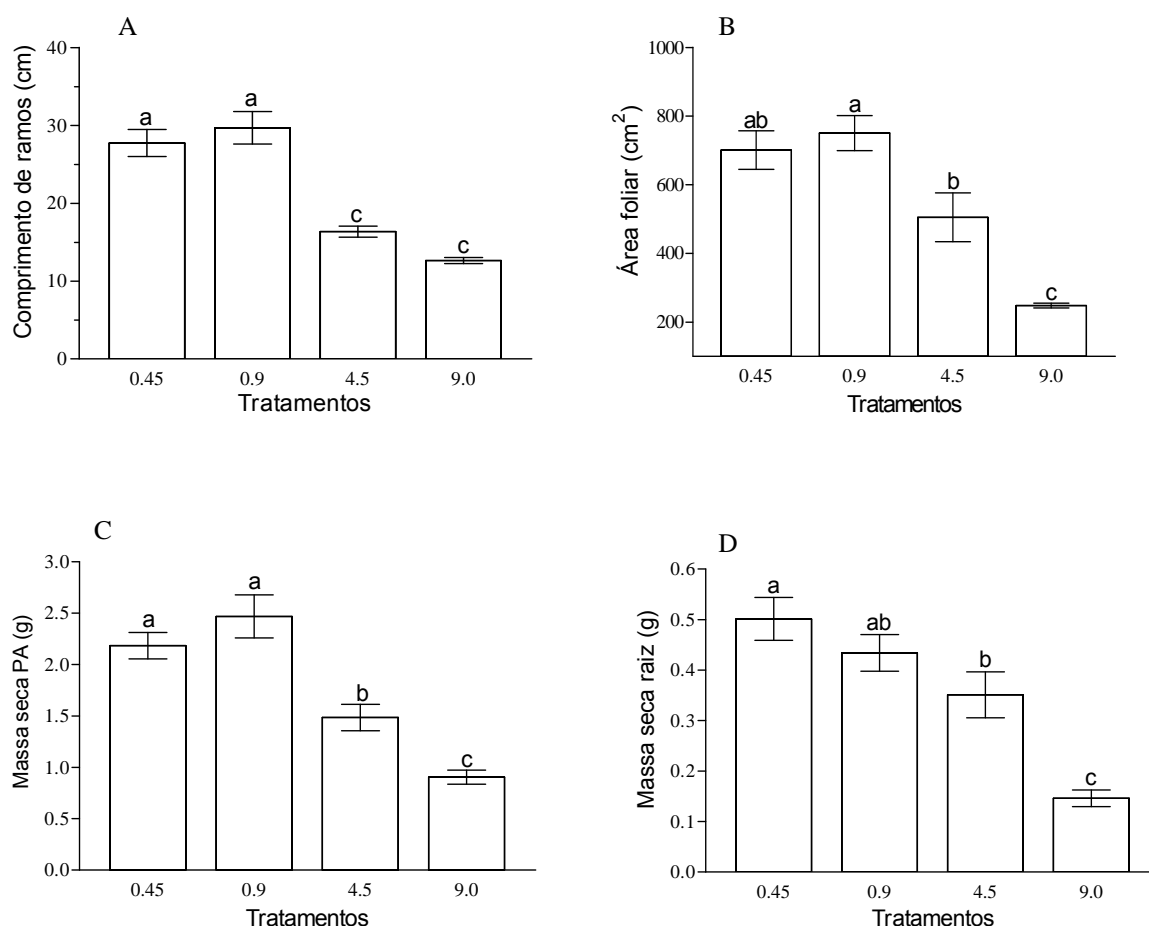 A
Comprimento de ramos (cm)
40
30
20
10
0
a
a
c
c
0.45 0.9 4.5 9.0
Tratamentos
B
Área foliar (cm²)
1000
800
600
400
200
ab
a
b
c
0.45 0.9 4.5 9.0
Tratamentos
C
Massa seca PA (g)
3.0
2.5
2.0
1.5
1.0
0.5
0.0
a
a
b
c
0.45 0.9 4.5 9.0
Tratamentos
D
Massa seca raiz (g)
0.6
0.5
0.4
0.3
0.2
0.1
0.0
a
ab
b
c
0.45 0.9 4.5 9.0
Tratamentos